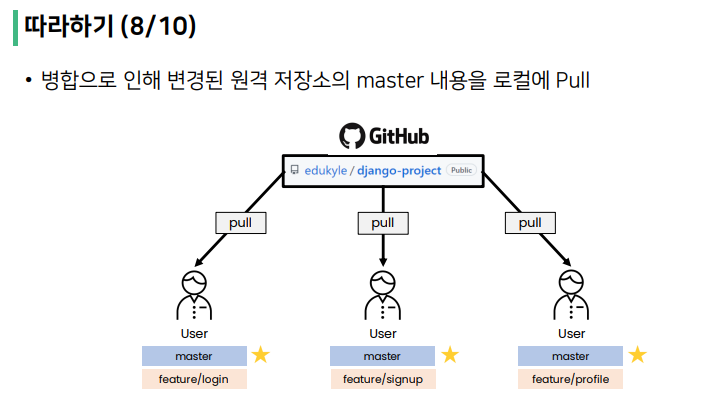 따라하기 (8/10)
• 병합으로 인해 변경된 원격 저장소의 master 내용을 로컬에 Pull
GitHub
edukyle / django-project Public
pull pull pull
User User User
master master master
feature/login feature/signup feature/profile